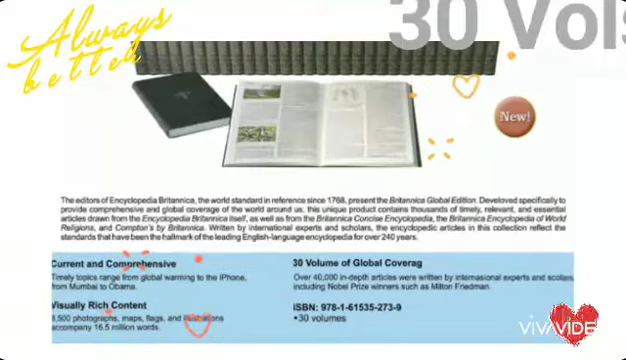 Always
better
30 Vols
New!
The editors of Encyclopedia Britannica, the world standard in reference since 1768, present the Britannica Global Edition. Developed specifically to
provide comprehensive and global coverage of the world around us, this unique product contains thousands of timely, relevant, and essential
articles drawn from the Encyclopedia Britannica itself, as well as from the Britannica Concise Encyclopedia, the Britannica Encyclopedia of World
Religions, and Compton's by Britannica. Written by international experts and scholars, the encyclopedic articles in this collection reflect the
standards that have been the hallmark of the leading English-language encyclopedia for over 240 years.
Current and Comprehensive
Timely topics range from global warming to the iPhone,
from Mumbai to Obama.
Visually Rich Content
8,500 photographs, maps, flags, and illustrations
accompany 16.5 million words.
30 Volume of Global Coverag
Over 40,000 in-depth articles were written by international experts and scolars,
including Nobel Prize winners such as Milton Friedman.
iSBN: 978-1-61535-273-9
•30 volumes
VIVAVIDEO